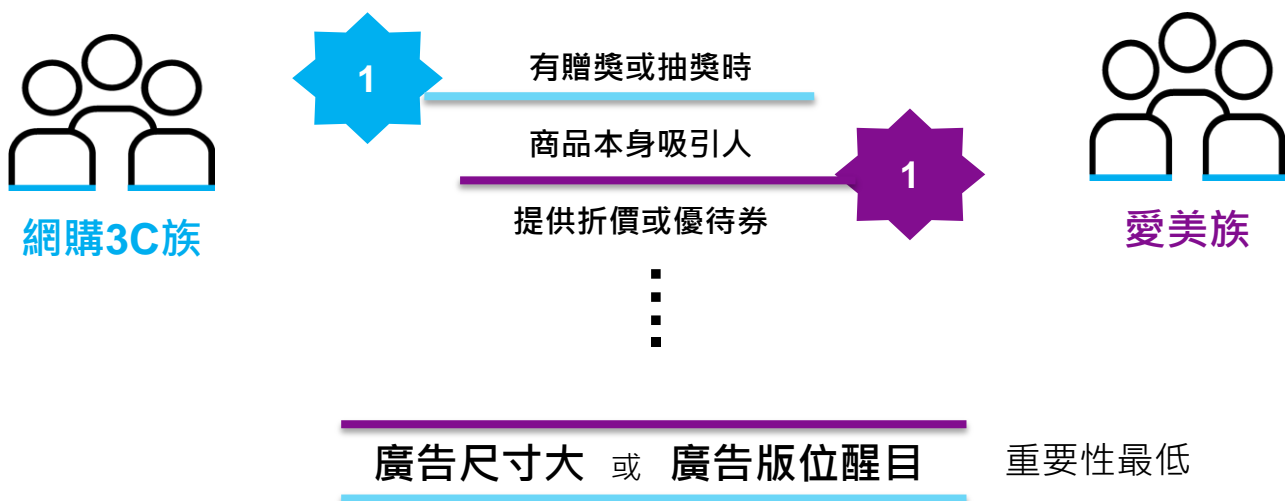 1
有贈獎或抽獎時
商品本身吸引人
1
網購3C族
提供折價或優待券
愛美族
廣告尺寸大 或 廣告版位醒目 重要性最低